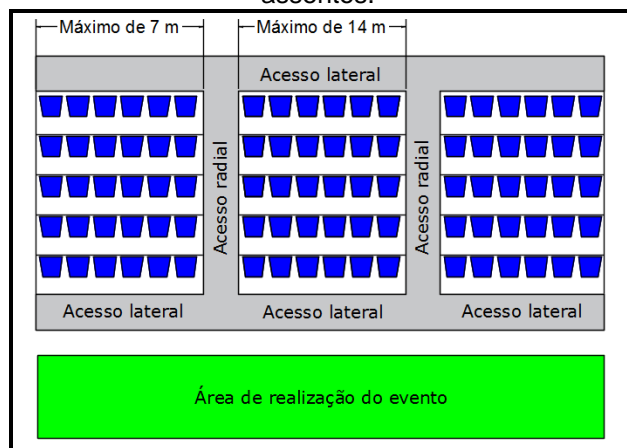 assentos.
Máximo de 7 m
Máximo de 14 m
Acesso lateral
Acesso radial
Acesso radial
Acesso lateral
Acesso lateral
Acesso lateral
Área de realização do evento